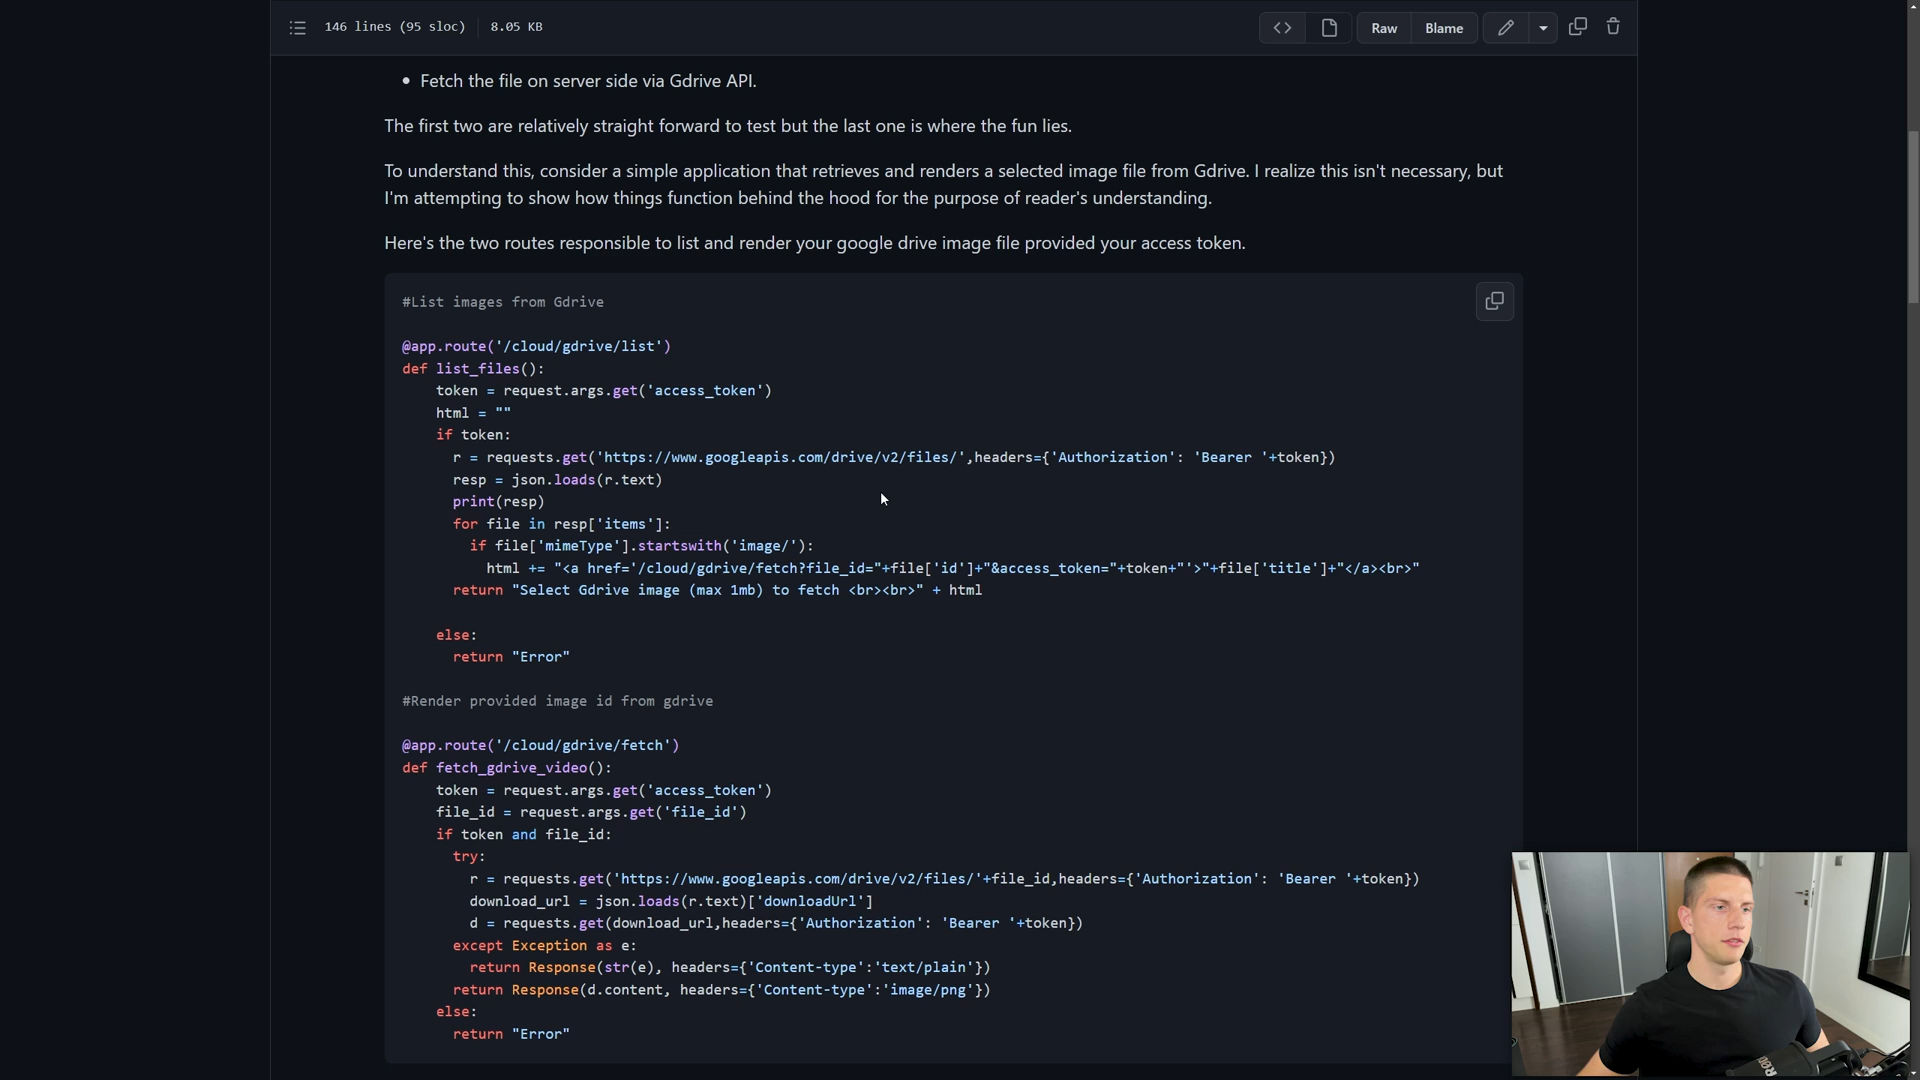 146 lines (95 sloc) 8.05 KB
Raw Blame
Fetch the file on server side via Gdrive API.
The first two are relatively straight forward to test but the last one is where the fun lies.
To understand this, consider a simple application that retrieves and renders a selected image file from Gdrive. I realize this isn't necessary, but
I'm attempting to show how things function behind the hood for the purpose of reader's understanding.
Here's the two routes responsible to list and render your google drive image file provided your access token.
#List images from Gdrive
@app.route('/cloud/gdrive/list')
def list_files():
    token = request.args.get('access_token')
    html = ""
    if token:
      r = requests.get('https://www.googleapis.com/drive/v2/files/',headers={'Authorization': 'Bearer '+token})
      resp = json.loads(r.text)
      print(resp)
      for file in resp['items']:
        if file['mimeType'].startswith('image/'):
          html += "<a href='/cloud/gdrive/fetch?file_id="+file['id']+"&access_token="+token+"'>"+file['title']+"</a><br>"
      return "Select Gdrive image (max 1mb) to fetch <br><br>" + html
    else:
      return "Error"
#Render provided image id from gdrive
@app.route('/cloud/gdrive/fetch')
def fetch_gdrive_video():
    token = request.args.get('access_token')
    file_id = request.args.get('file_id')
    if token and file_id:
      try:
        r = requests.get('https://www.googleapis.com/drive/v2/files/'+file_id,headers={'Authorization': 'Bearer '+token})
        download_url = json.loads(r.text)['downloadUrl']
        d = requests.get(download_url,headers={'Authorization': 'Bearer '+token})
      except Exception as e:
        return Response(str(e), headers={'Content-type':'text/plain'})
      return Response(d.content, headers={'Content-type':'image/png'})
    else:
      return "Error"